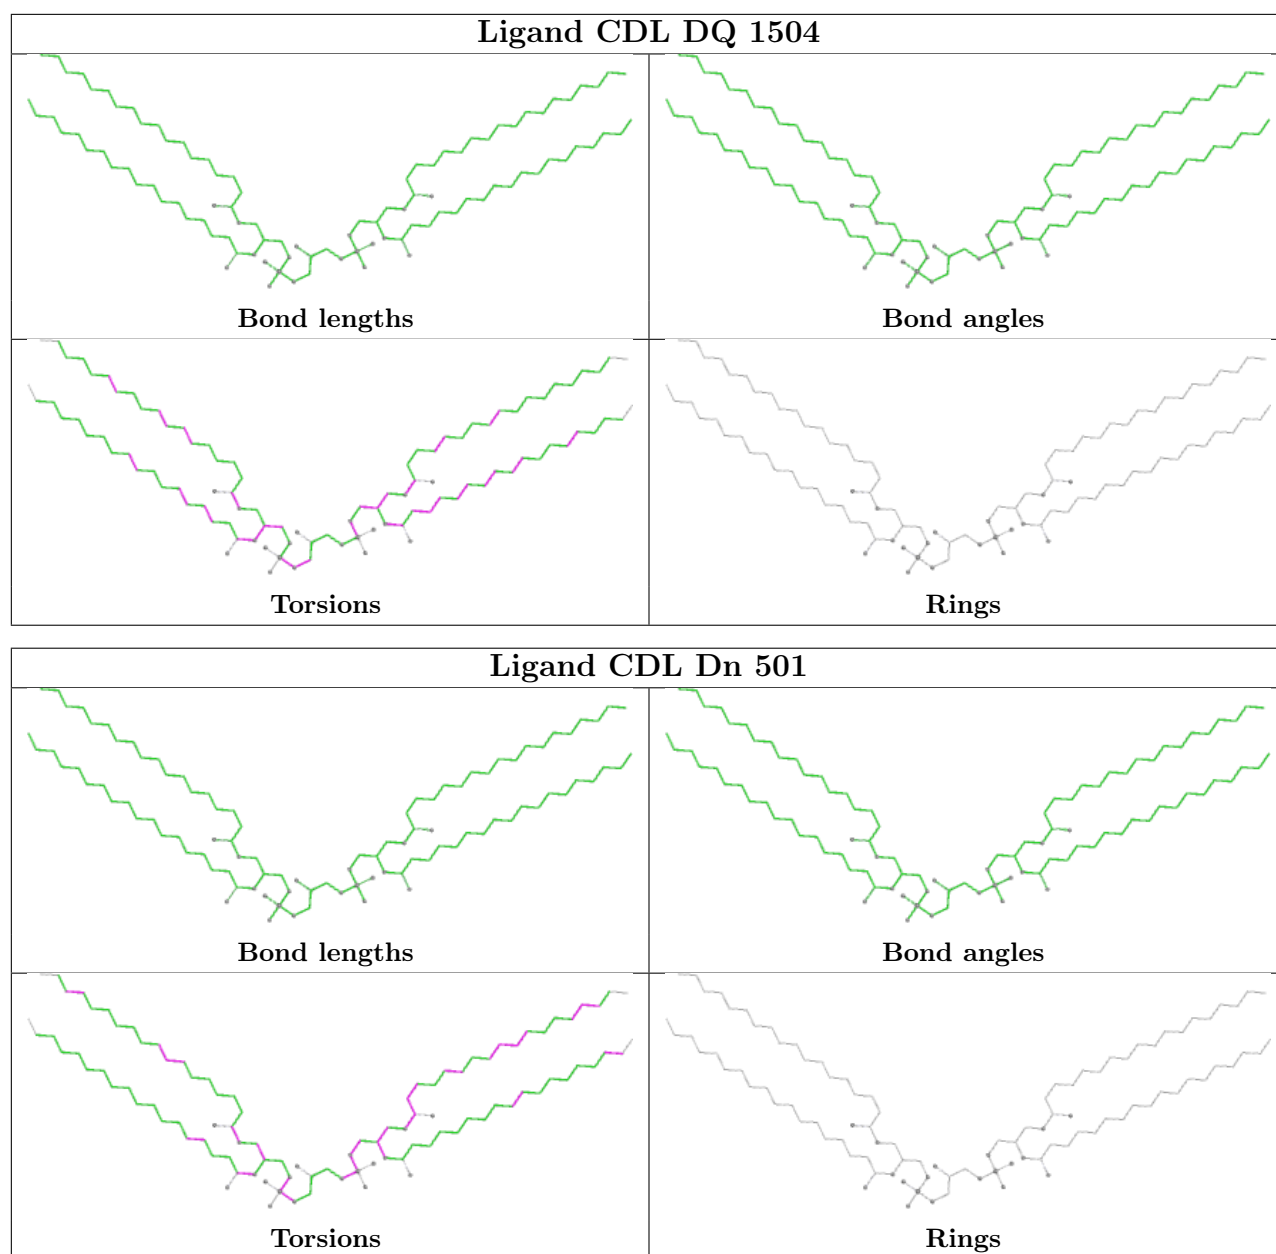 Ligand CDL DQ 1504
Bond lengths
Bond angles
Torsions
Rings
Ligand CDL Dn 501
Bond lengths
Bond angles
Torsions
Rings